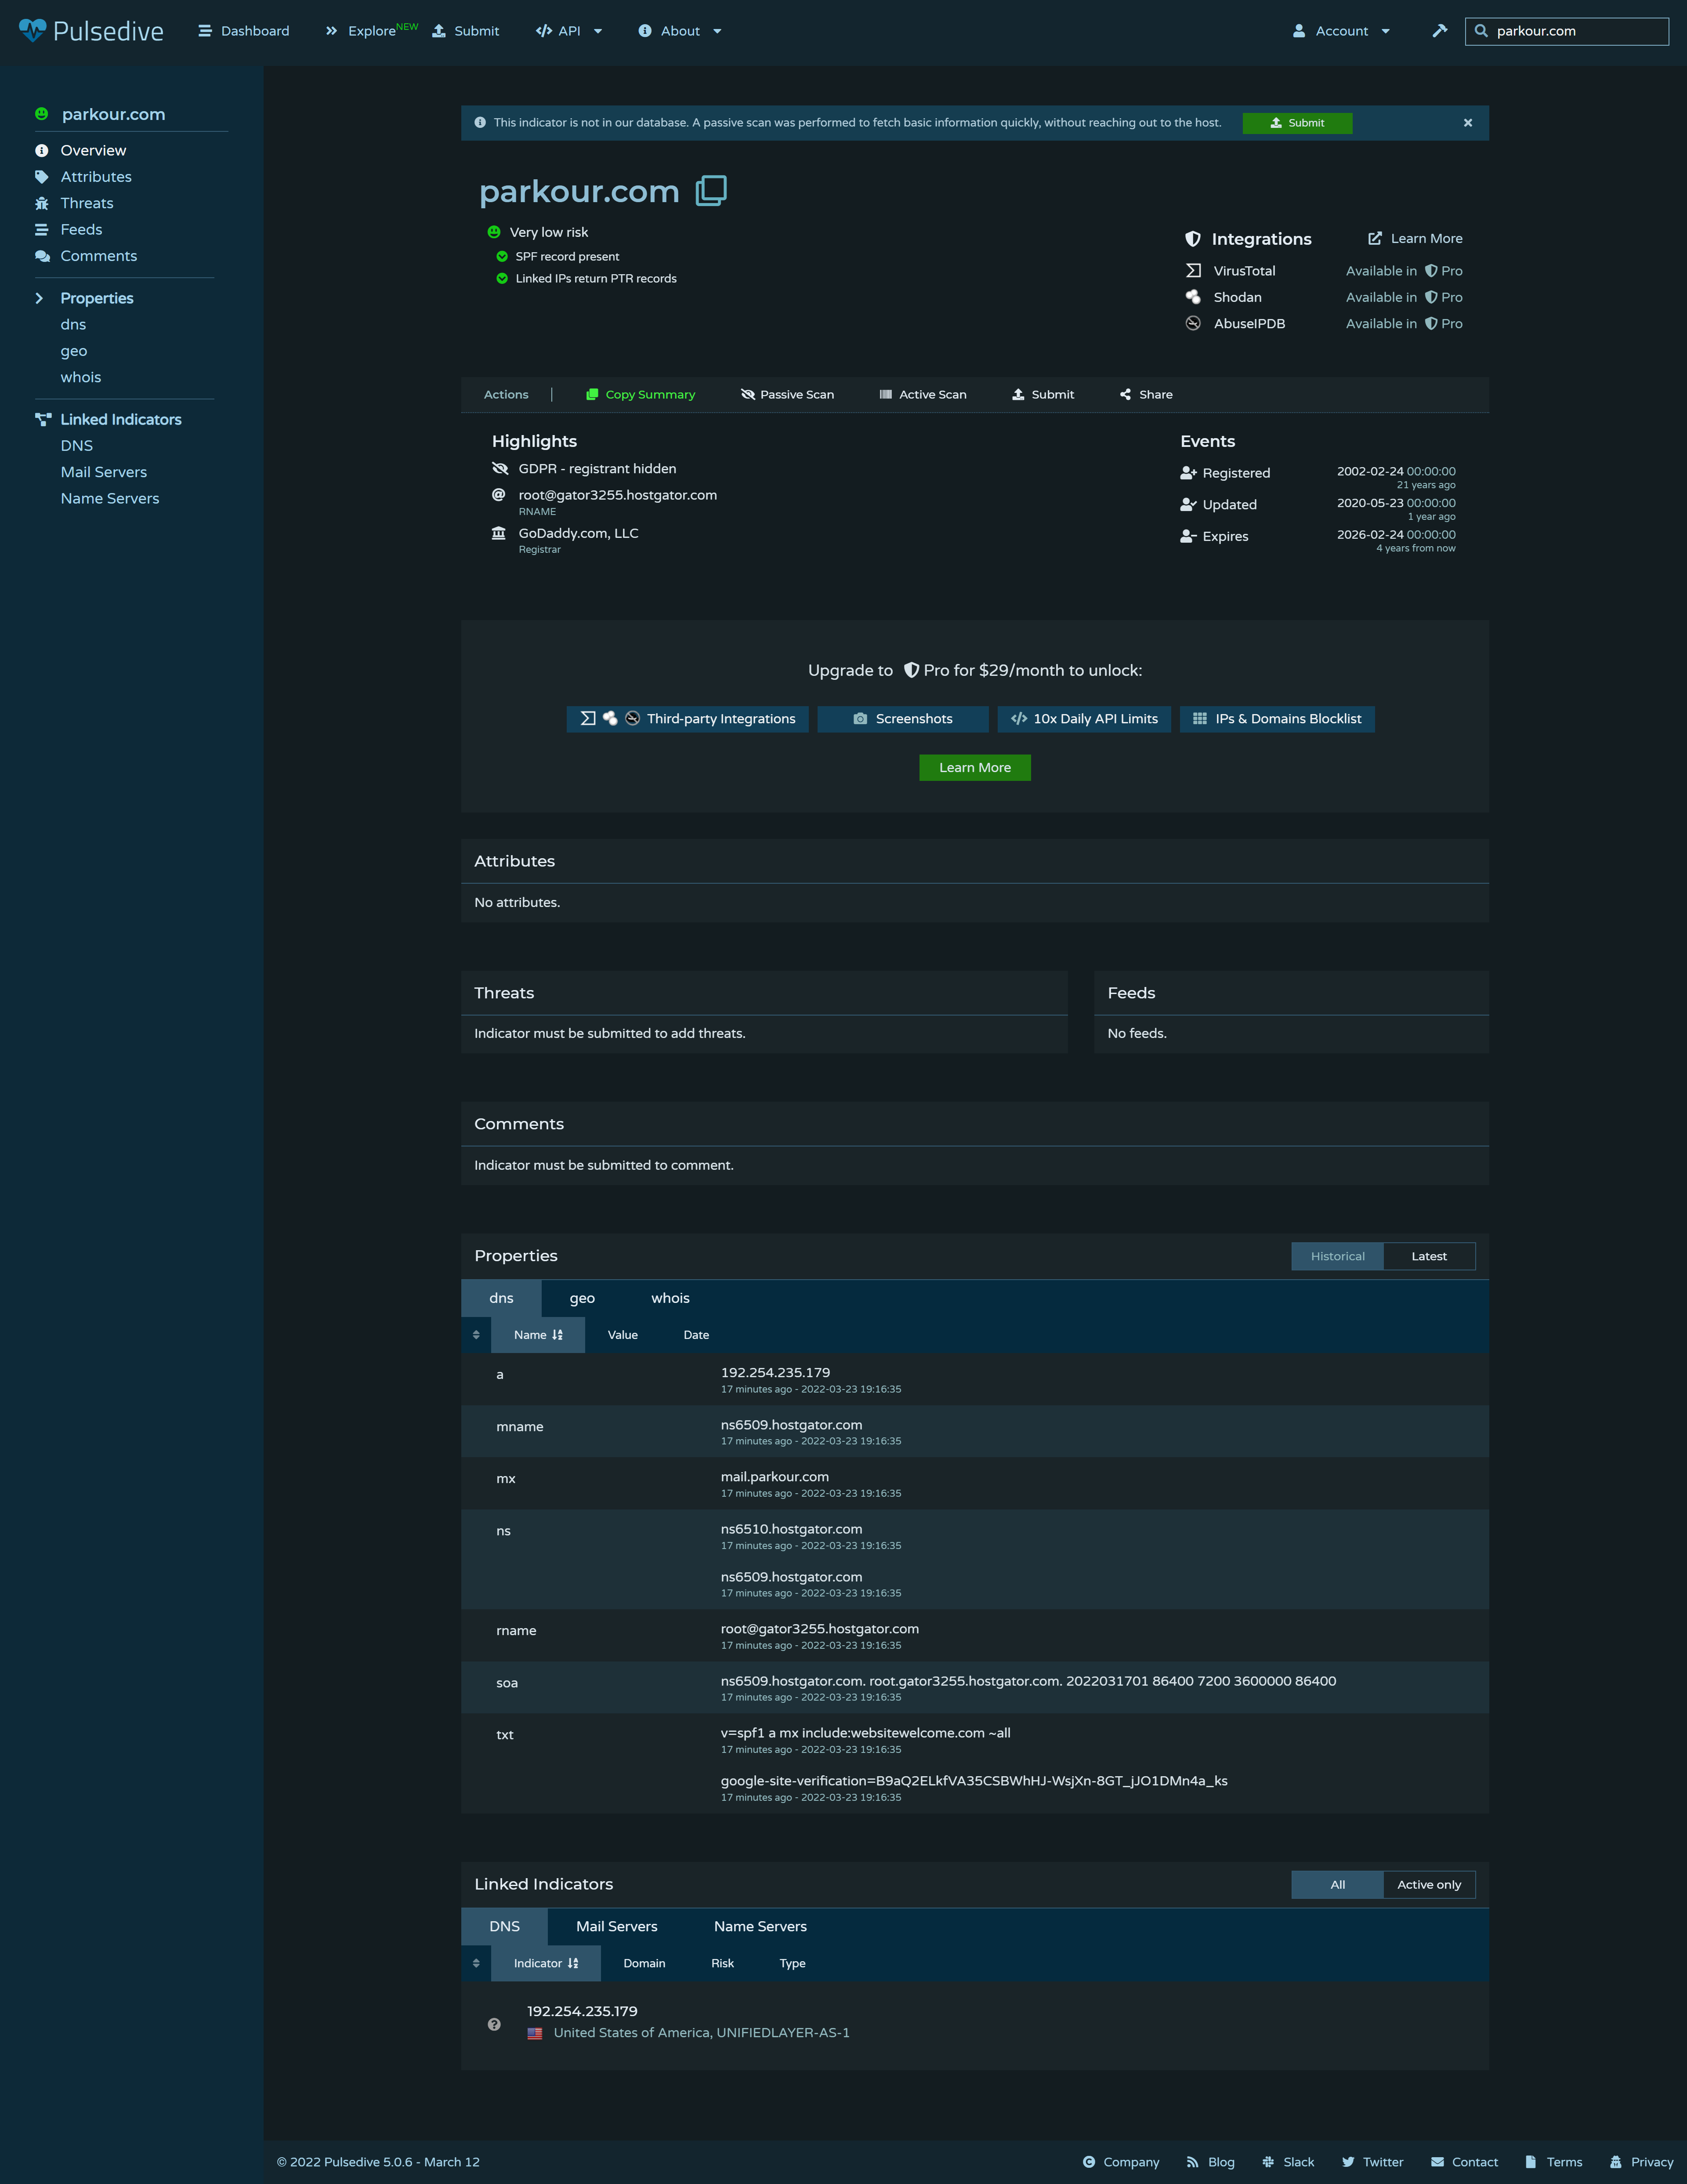 Pulsedive
Dashboard
Explore NEW
Submit
API
About
Account
parkour.com
parkour.com
Overview
Attributes
Threats
Feeds
Comments
Properties
dns
geo
whois
Linked Indicators
DNS
Mail Servers
Name Servers
This indicator is not in our database. A passive scan was performed to fetch basic information quickly, without reaching out to the host.
Submit
parkour.com
Very low risk
SPF record present
Linked IPs return PTR records
Integrations
Learn More
VirusTotal Available in Pro
Shodan Available in Pro
AbuseIPDB Available in Pro
Actions Copy Summary Passive Scan Active Scan Submit Share
Highlights
GDPR - registrant hidden
root@gator3255.hostgator.com
RNAME
GoDaddy.com, LLC
Registrar
Events
Registered 2002-02-24 00:00:00
21 years ago
Updated 2020-05-23 00:00:00
1 year ago
Expires 2026-02-24 00:00:00
4 years from now
Upgrade to Pro for $29/month to unlock:
Third-party Integrations
Screenshots
10x Daily API Limits
IPs & Domains Blocklist
Learn More
Attributes
No attributes.
Threats
Indicator must be submitted to add threats.
Feeds
No feeds.
Comments
Indicator must be submitted to comment.
Properties
Historical Latest
dns geo whois
Name Value Date
a 192.254.235.179
17 minutes ago - 2022-03-23 19:16:35
mname ns6509.hostgator.com
17 minutes ago - 2022-03-23 19:16:35
mx mail.parkour.com
17 minutes ago - 2022-03-23 19:16:35
ns ns6510.hostgator.com
17 minutes ago - 2022-03-23 19:16:35
ns6509.hostgator.com
17 minutes ago - 2022-03-23 19:16:35
rname root@gator3255.hostgator.com
17 minutes ago - 2022-03-23 19:16:35
soa ns6509.hostgator.com. root.gator3255.hostgator.com. 2022031701 86400 7200 3600000 86400
17 minutes ago - 2022-03-23 19:16:35
txt v=spf1 a mx include:websitewelcome.com ~all
17 minutes ago - 2022-03-23 19:16:35
google-site-verification=B9aQ2ELkfVA35CSBWhHJ-WsjXn-8GT_jJO1DMn4a_ks
17 minutes ago - 2022-03-23 19:16:35
Linked Indicators
All Active only
DNS Mail Servers Name Servers
Indicator Domain Risk Type
192.254.235.179
United States of America, UNIFIEDLAYER-AS-1
© 2022 Pulsedive 5.0.6 - March 12
Company Blog Slack Twitter Contact Terms Privacy